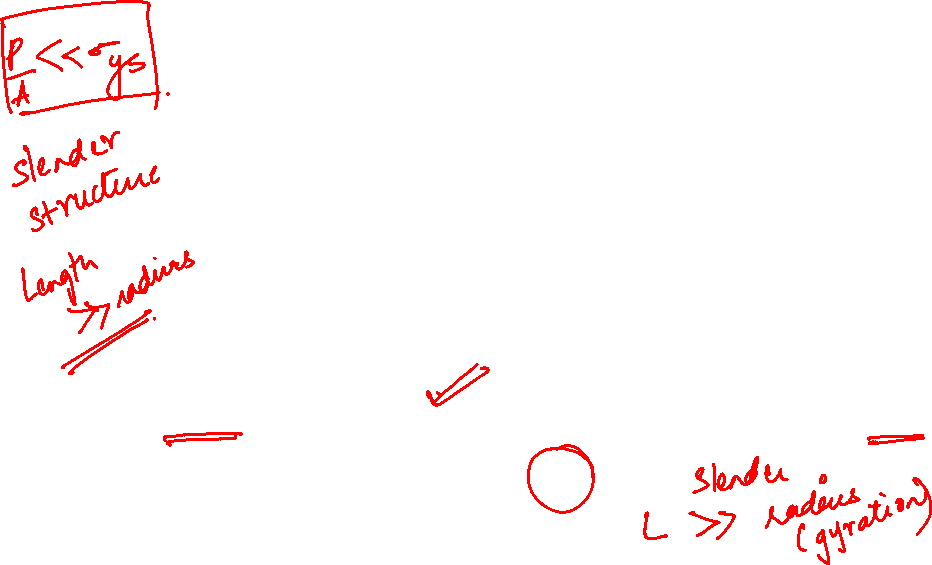 P/A << σys
slender
structure
Length
>> radius
slender
L >> radius
(gyration)